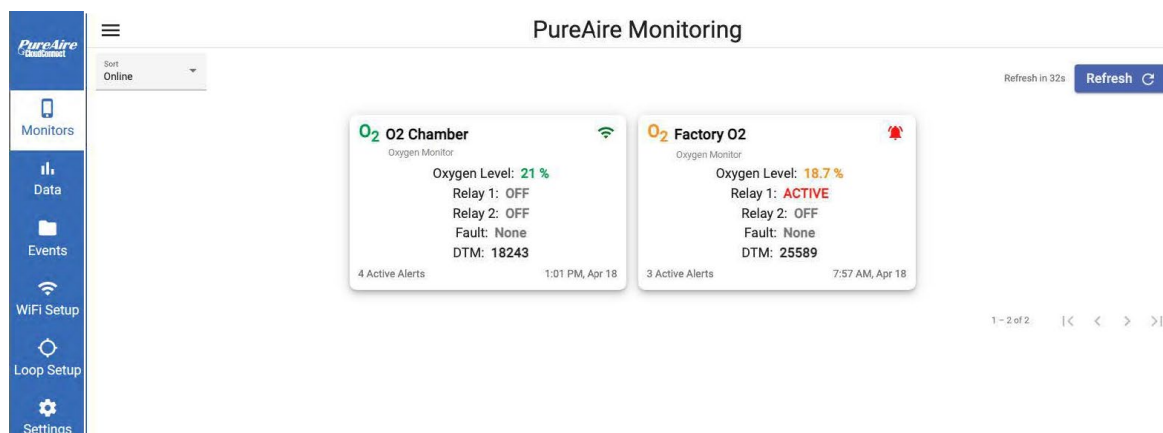 PureAire
CloudConnect
PureAire Monitoring
Sort
Online
Refresh in 32s
Refresh
Monitors
Data
Events
WiFi Setup
Loop Setup
Settings
O2 O2 Chamber
Oxygen Monitor
Oxygen Level: 21 %
Relay 1: OFF
Relay 2: OFF
Fault: None
DTM: 18243
4 Active Alerts 1:01 PM, Apr 18
O2 Factory O2
Oxygen Monitor
Oxygen Level: 18.7 %
Relay 1: ACTIVE
Relay 2: OFF
Fault: None
DTM: 25589
3 Active Alerts 7:57 AM, Apr 18
1 – 2 of 2